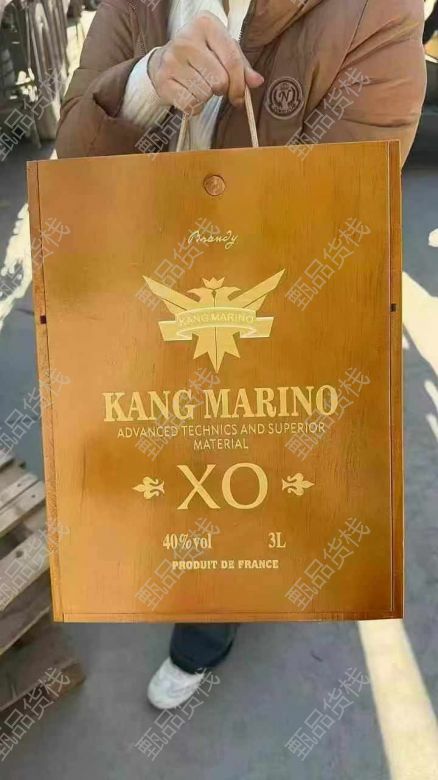 Brandy
KANG MARINO
KANG MARINO
ADVANCED TECHNICS AND SUPERIOR
MATERIAL
XO
40%vol 3L
PRODUIT DE FRANCE
甄品货栈